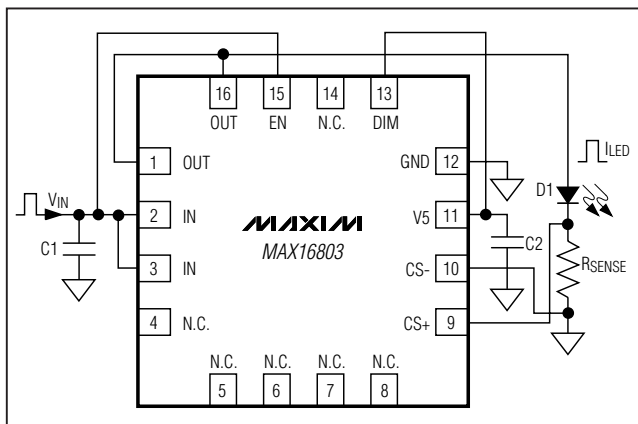 16 15 14 13
OUT EN N.C. DIM
1 OUT
GND 12
ILED
VIN
2 IN
D1
V5 11
MAXIM
MAX16803
C1
C2
3 IN
CS- 10
RSENSE
4 N.C.
CS+ 9
N.C. N.C. N.C. N.C.
5 6 7 8